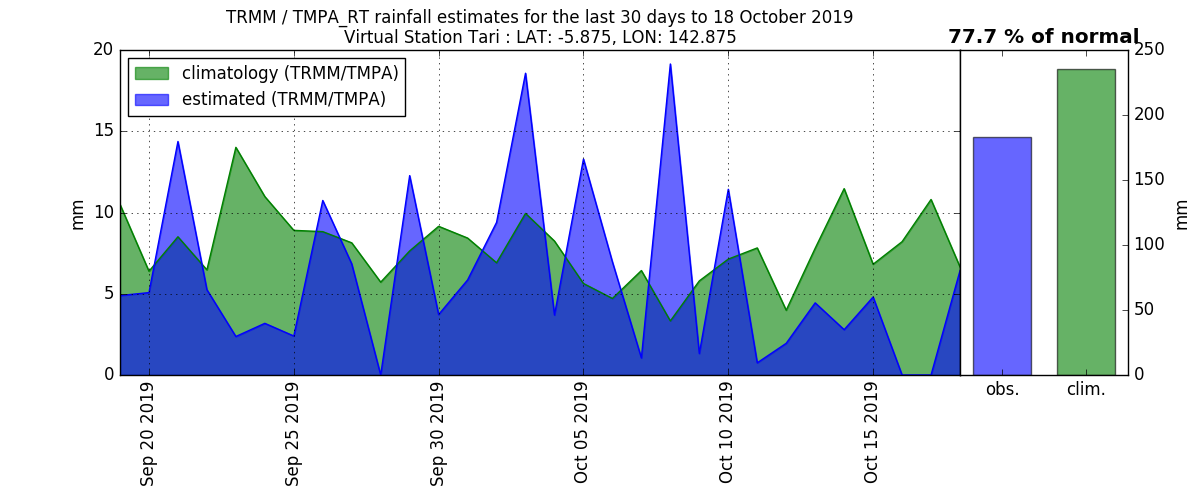 TRMM / TMPA_RT rainfall estimates for the last 30 days to 18 October 2019
Virtual Station Tari : LAT: -5.875, LON: 142.875
77.7 % of normal
climatology (TRMM/TMPA)
estimated (TRMM/TMPA)
20
15
10
5
0
mm
Sep 20 2019
Sep 25 2019
Sep 30 2019
Oct 05 2019
Oct 10 2019
Oct 15 2019
250
200
150
100
50
0
mm
obs.
clim.